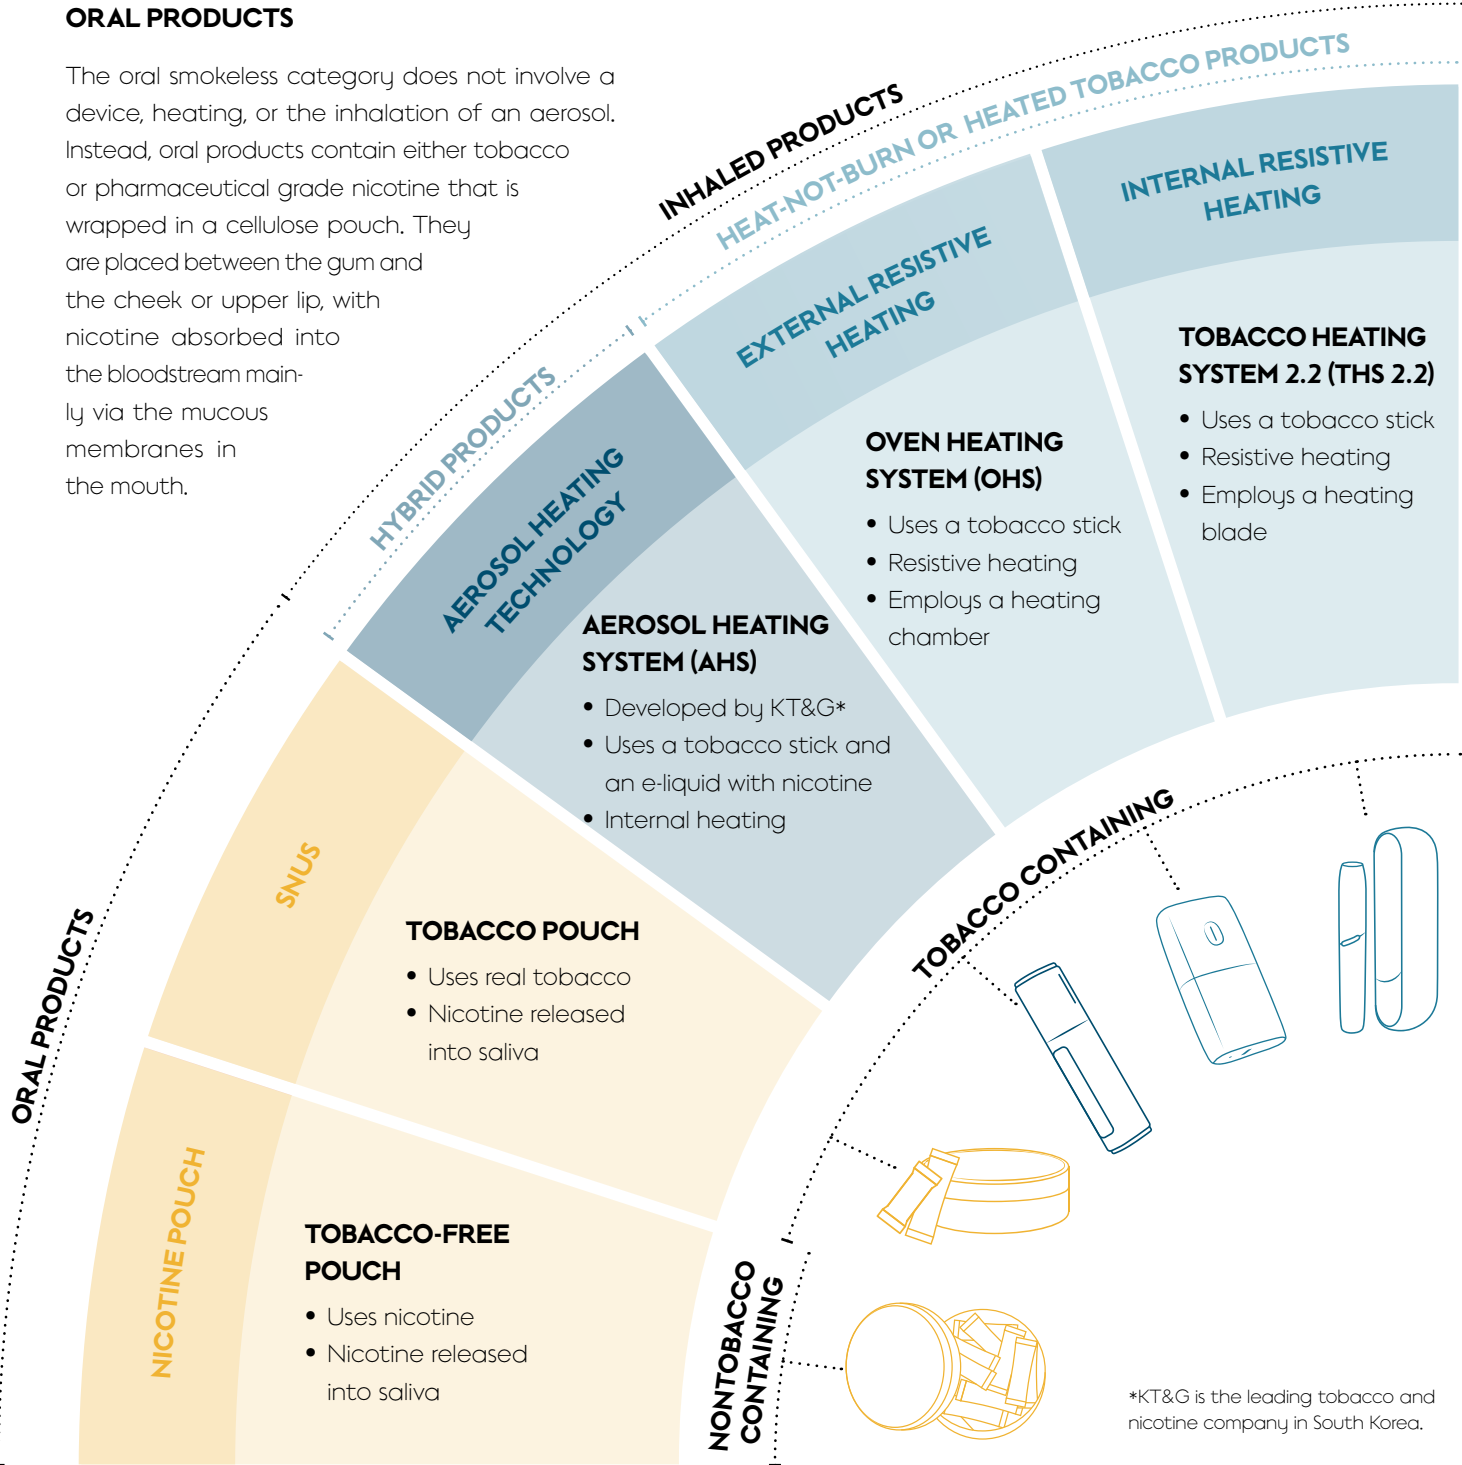 ORAL PRODUCTS
The oral smokeless category does not involve a
device, heating, or the inhalation of an aerosol.
Instead, oral products contain either tobacco
or pharmaceutical grade nicotine that is
wrapped in a cellulose pouch. They
are placed between the gum and
the cheek or upper lip, with
nicotine absorbed into
the bloodstream main-
ly via the mucous
membranes in
the mouth.
INHALED PRODUCTS
HEAT-NOT-BURN OR HEATED TOBACCO PRODUCTS
INTERNAL RESISTIVE
HEATING
TOBACCO HEATING
SYSTEM 2.2 (THS 2.2)
• Uses a tobacco stick
• Resistive heating
• Employs a heating
blade
EXTERNAL RESISTIVE
HEATING
OVEN HEATING
SYSTEM (OHS)
• Uses a tobacco stick
• Resistive heating
• Employs a heating
chamber
HYBRID PRODUCTS
AEROSOL HEATING
TECHNOLOGY
AEROSOL HEATING
SYSTEM (AHS)
• Developed by KT&G*
• Uses a tobacco stick and
an e-liquid with nicotine
• Internal heating
ORAL PRODUCTS
SNUS
TOBACCO POUCH
• Uses real tobacco
• Nicotine released
into saliva
NICOTINE POUCH
TOBACCO-FREE
POUCH
• Uses nicotine
• Nicotine released
into saliva
TOBACCO CONTAINING
NONTOBACCO
CONTAINING
*KT&G is the leading tobacco and
nicotine company in South Korea.